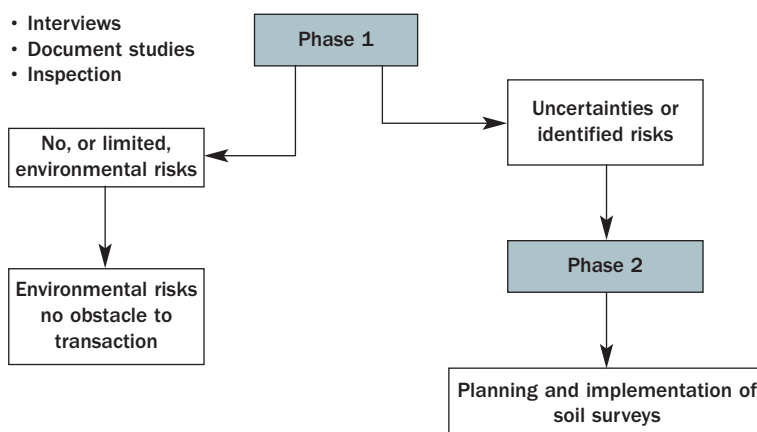 • Interviews
• Document studies
• Inspection
Phase 1
No, or limited,
environmental risks
Uncertainties or
identified risks
Environmental risks
no obstacle to
transaction
Phase 2
Planning and implementation of
soil surveys